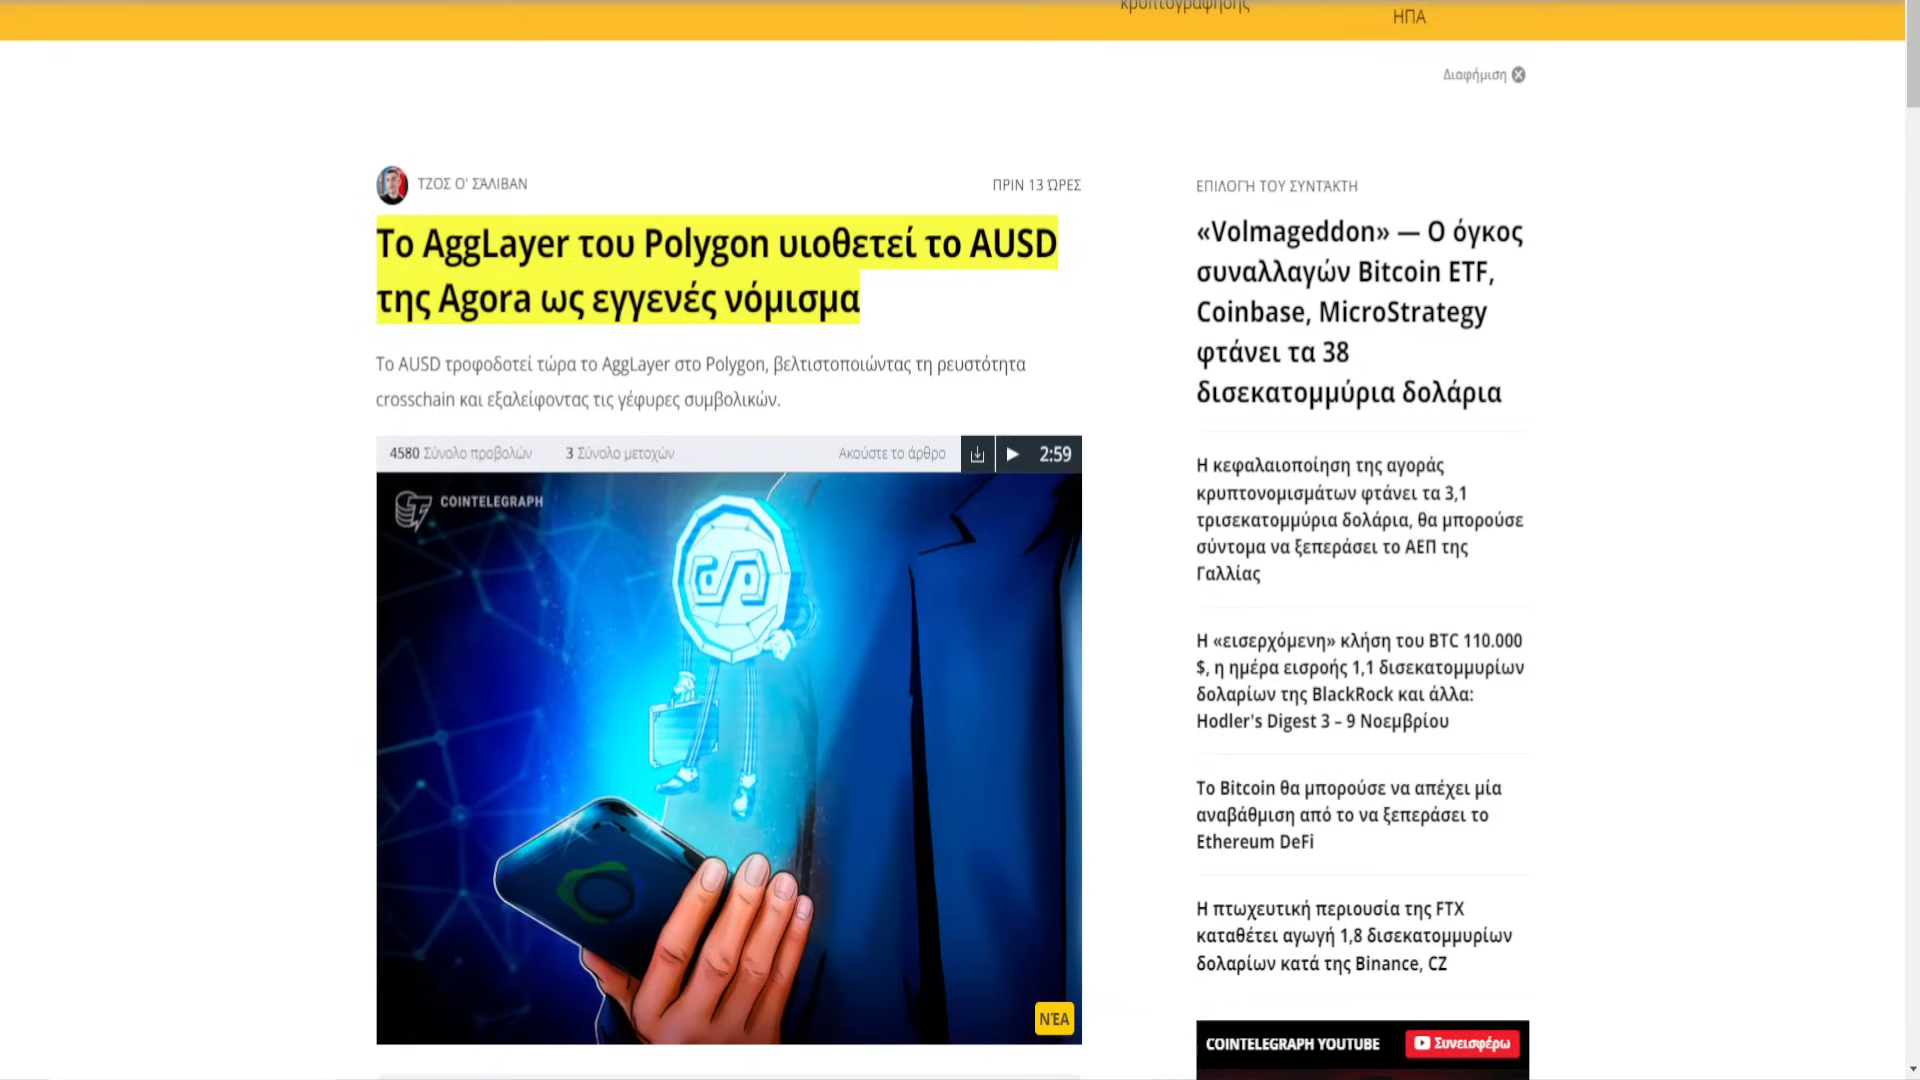 κρυπτογράφησης
ΗΠΑ
Διαφήμιση
ΤΖΟΣ Ο' ΣΆΛΙΒΑΝ
ΠΡΙΝ 13 ΏΡΕΣ
Το AggLayer του Polygon υιοθετεί το AUSD
της Agora ως εγγενές νόμισμα
Το AUSD τροφοδοτεί τώρα το AggLayer στο Polygon, βελτιστοποιώντας τη ρευστότητα
crosschain και εξαλείφοντας τις γέφυρες συμβολικών.
4580 Σύνολο προβολών
3 Σύνολο μετοχών
Ακούστε το άρθρο
2:59
COINTELEGRAPH
ΝΈΑ
ΕΠΙΛΟΓΉ ΤΟΥ ΣΥΝΤΆΚΤΗ
«Volmageddon» — Ο όγκος
συναλλαγών Bitcoin ETF,
Coinbase, MicroStrategy
φτάνει τα 38
δισεκατομμύρια δολάρια
Η κεφαλαιοποίηση της αγοράς
κρυπτονομισμάτων φτάνει τα 3,1
τρισεκατομμύρια δολάρια, θα μπορούσε
σύντομα να ξεπεράσει το ΑΕΠ της
Γαλλίας
Η «εισερχόμενη» κλήση του BTC 110.000
$, η ημέρα εισροής 1,1 δισεκατομμυρίων
δολαρίων της BlackRock και άλλα:
Hodler's Digest 3 – 9 Νοεμβρίου
Το Bitcoin θα μπορούσε να απέχει μία
αναβάθμιση από το να ξεπεράσει το
Ethereum DeFi
Η πτωχευτική περιουσία της FTX
καταθέτει αγωγή 1,8 δισεκατομμυρίων
δολαρίων κατά της Binance, CZ
COINTELEGRAPH YOUTUBE
Συνεισφέρω